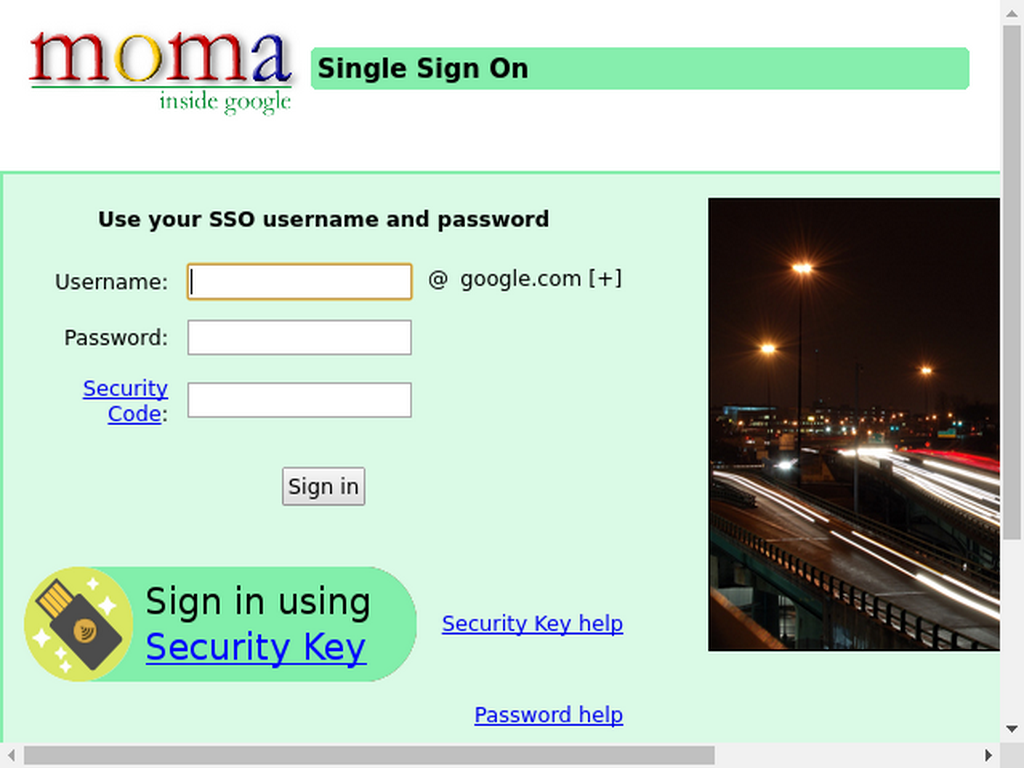 moma
inside google
Single Sign On
Use your SSO username and password
Username:
@ google.com [+]
Password:
Security
Code:
Sign in
Sign in using
Security Key
Security Key help
Password help